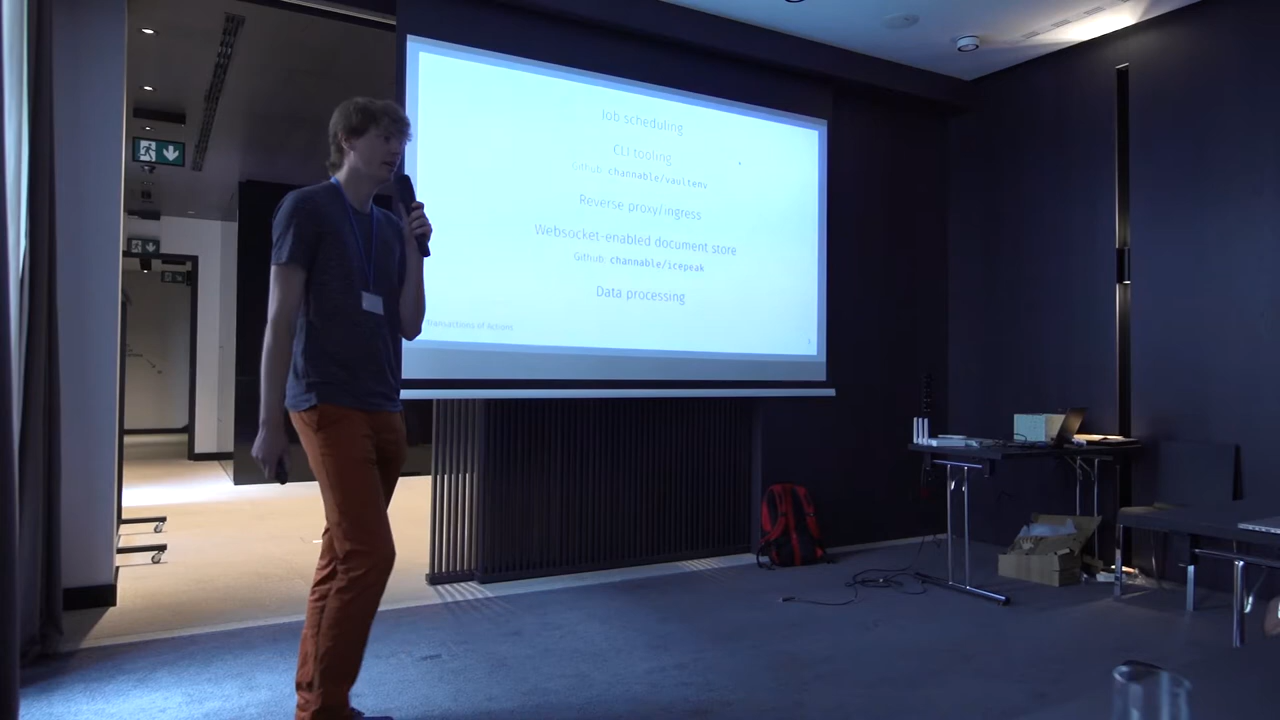 Job scheduling
CLI tooling
Github: channable/vaultenv
Reverse proxy/ingress
Websocket-enabled document store
Github: channable/icepeak
Data processing
Transactions of Actions